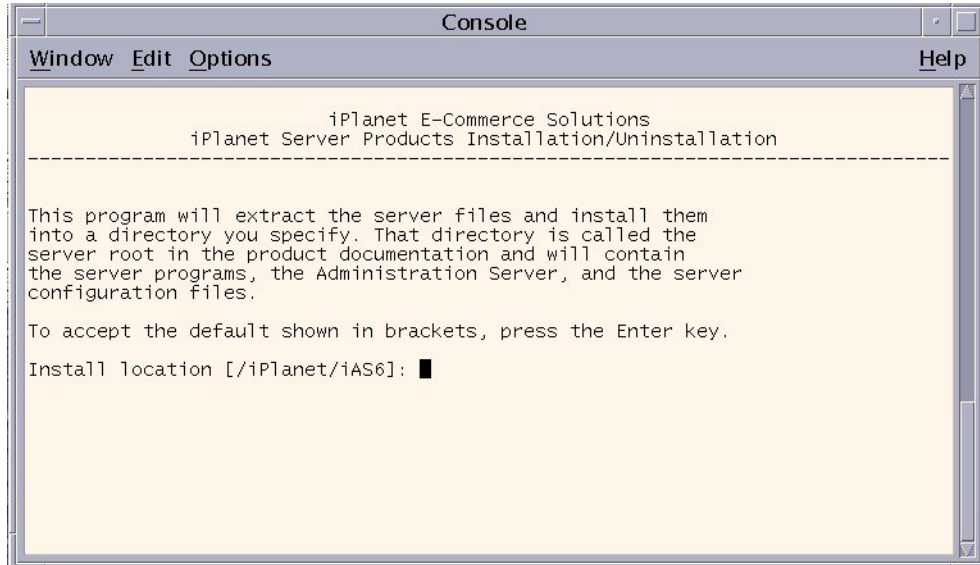 Console
Window Edit Options Help
iPlanet E-Commerce Solutions
iPlanet Server Products Installation/Uninstallation
--------------------------------------------------------------------------------
This program will extract the server files and install them
into a directory you specify. That directory is called the
server root in the product documentation and will contain
the server programs, the Administration Server, and the server
configuration files.
To accept the default shown in brackets, press the Enter key.
Install location [/iPlanet/iAS6]: